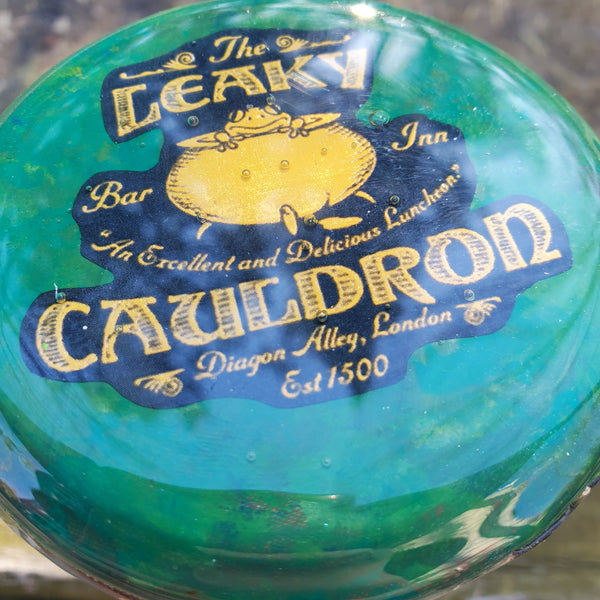 The
LEAKY
Bar Inn
"An Excellent and Delicious Luncheon."
CAULDRON
Diagon Alley, London
Est 1500